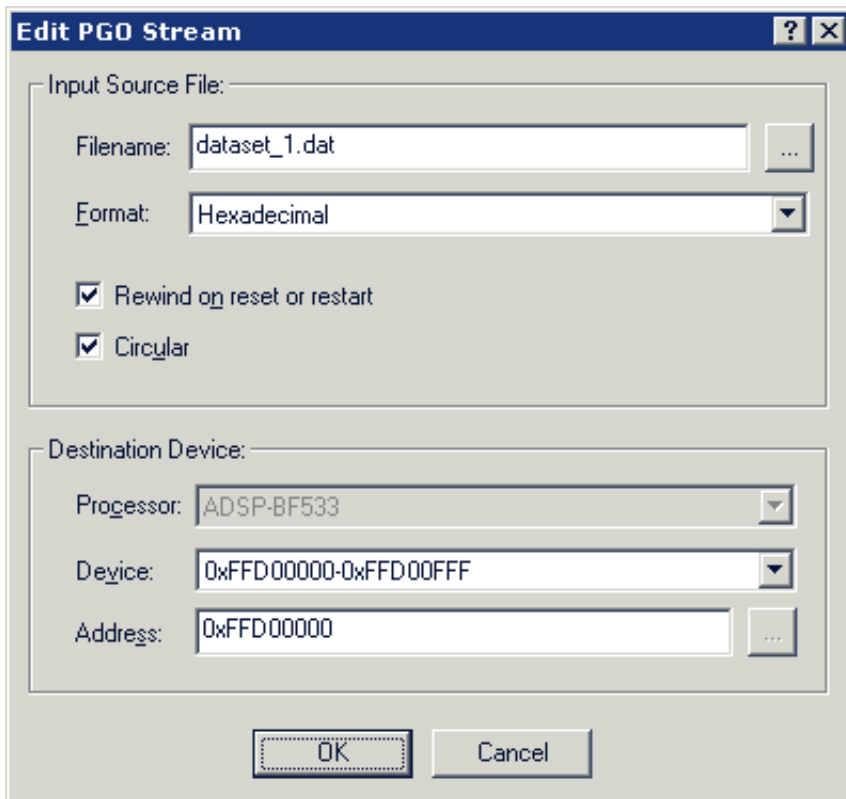 Edit PGO Stream ? X
Input Source File:
Filename: dataset_1.dat ...
Format: Hexadecimal
Rewind on reset or restart
Circular
Destination Device:
Processor: ADSP-BF533
Device: 0xFFD00000-0xFFD00FFF
Address: 0xFFD00000 ...
OK Cancel